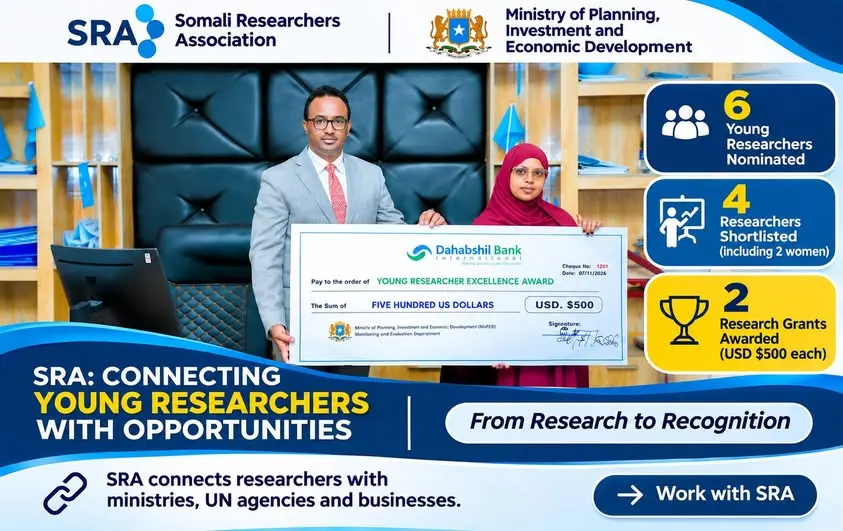 SRA
Somali Researchers
Association
Ministry of Planning,
Investment and
Economic Development
6
Young
Researchers
Nominated
4
Researchers
Shortlisted
(including 2 women)
2
Research Grants
Awarded
(USD $500 each)
Dahabshil Bank
International
Cheque No: 1201
Date: 07/11/2026
Pay to the order of YOUNG RESEARCHER EXCELLENCE AWARD
The Sum of FIVE HUNDRED US DOLLARS USD. $500
Ministry of Planning, Investment and Economic Development (MoPIED)
Monitoring and Evaluation Department
Signature:
SRA: CONNECTING
YOUNG RESEARCHERS
WITH OPPORTUNITIES
From Research to Recognition
SRA connects researchers with
ministries, UN agencies and businesses.
→ Work with SRA